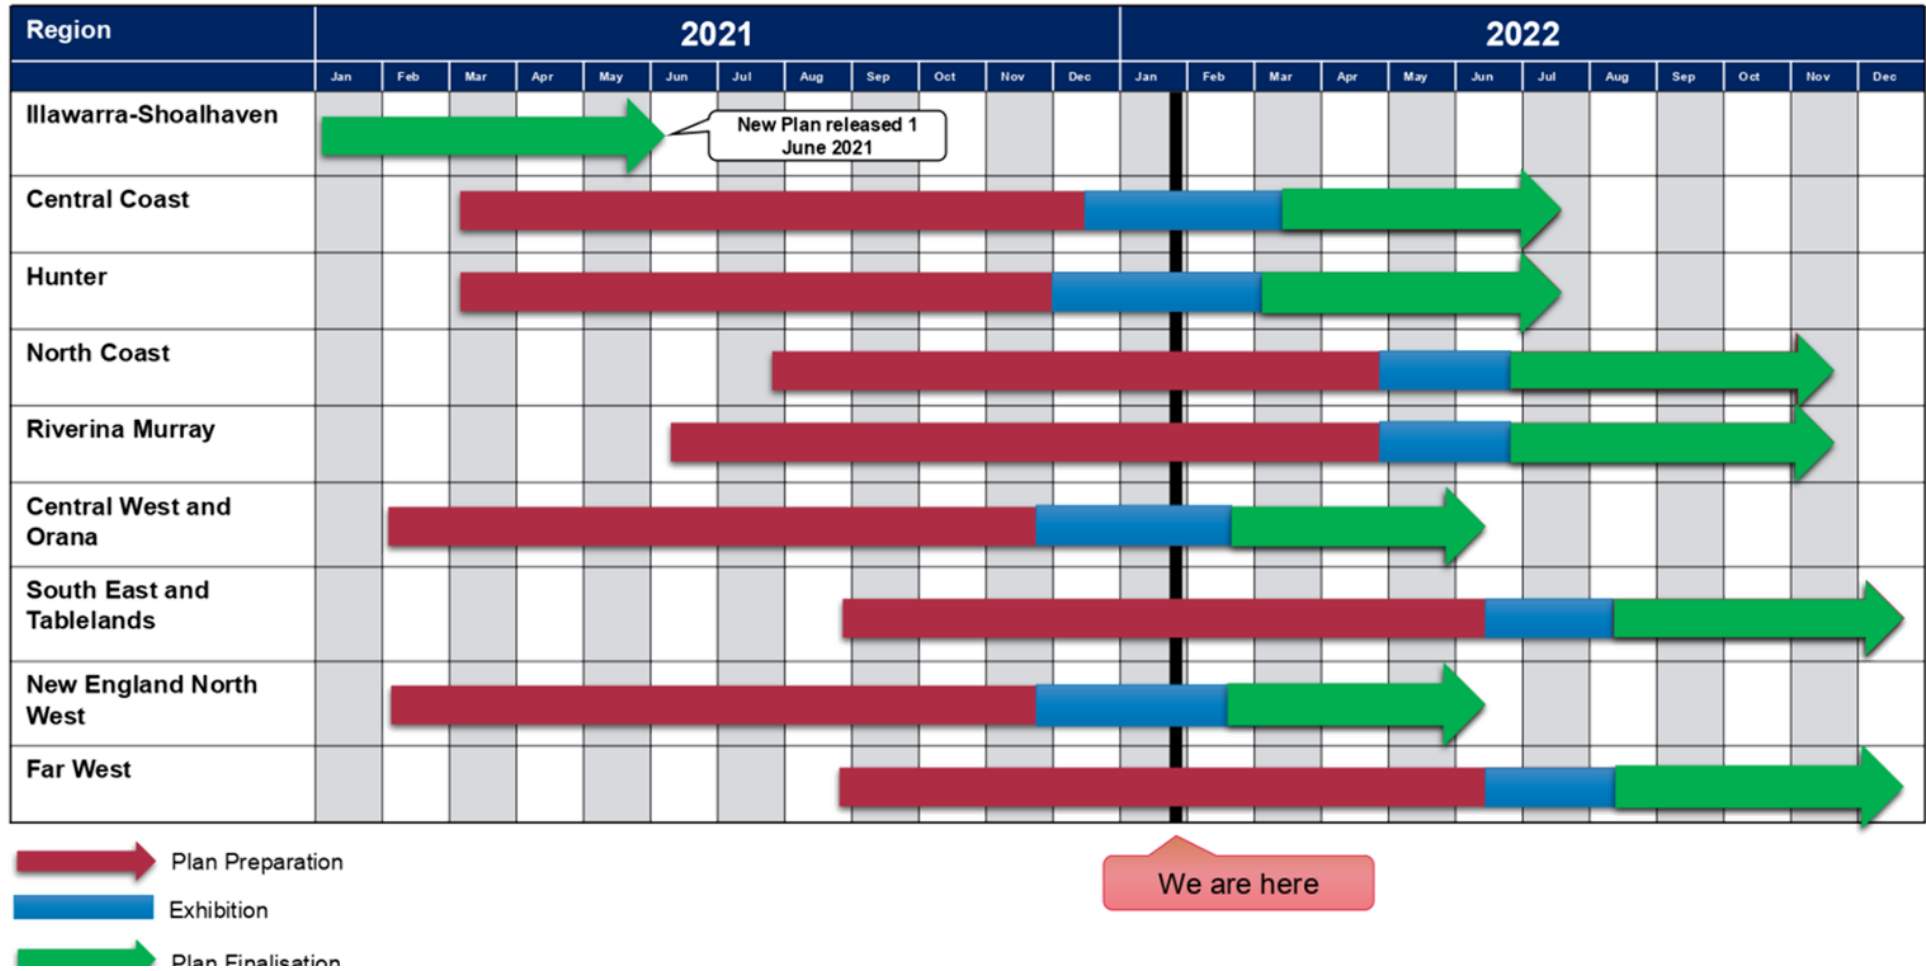 Region 2021 2022
Jan Feb Mar Apr May Jun Jul Aug Sep Oct Nov Dec Jan Feb Mar Apr May Jun Jul Aug Sep Oct Nov Dec
Illawarra-Shoalhaven
New Plan released 1
June 2021
Central Coast
Hunter
North Coast
Riverina Murray
Central West and
Orana
South East and
Tablelands
New England North
West
Far West
Plan Preparation
We are here
Exhibition
Plan Finalisation